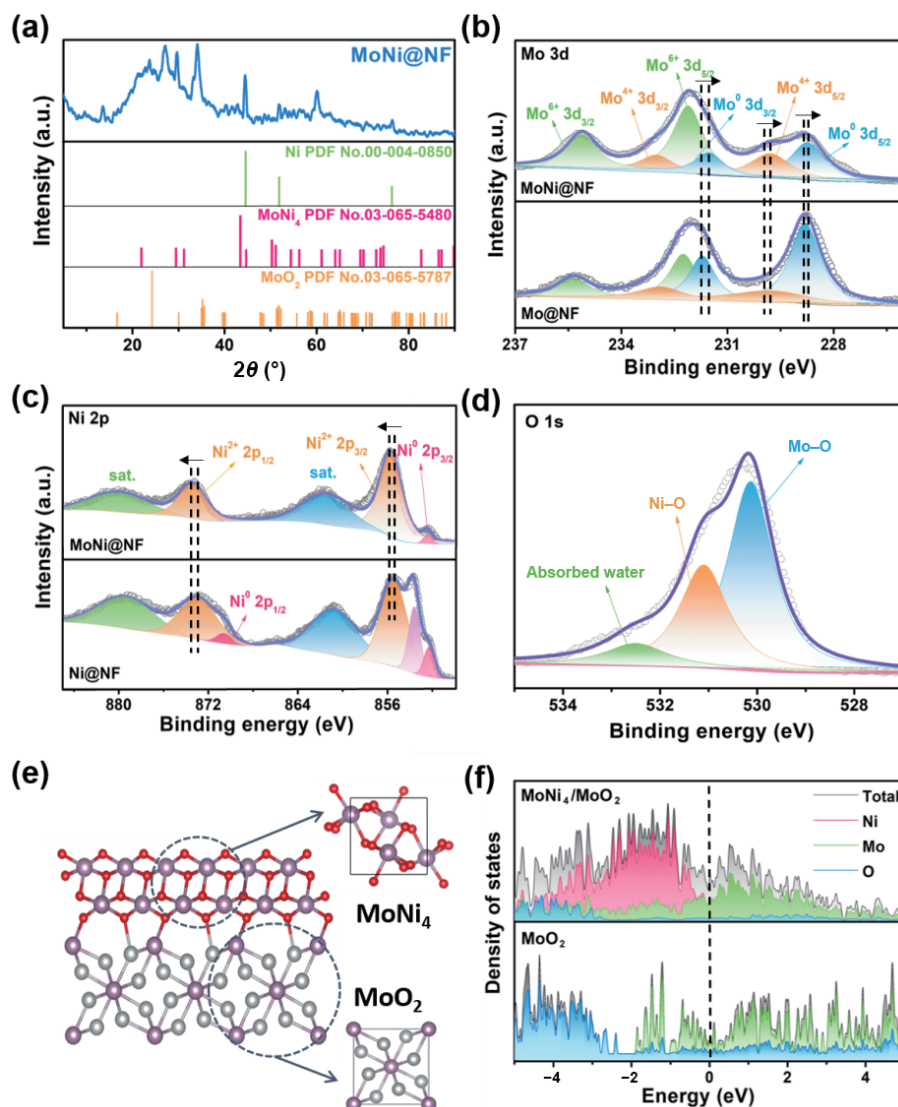 (a)
MoNi@NF
Ni PDF No.00-004-0850
MoNi₄ PDF No.03-065-5480
MoO₂ PDF No.03-065-5787
Intensity (a.u.)
20 40 60 80
2θ (°)
(b)
Mo 3d
Mo⁶⁺ 3d₅/₂
Mo⁶⁺ 3d₃/₂
Mo⁴⁺ 3d₃/₂
Mo⁰ 3d₃/₂
Mo⁴⁺ 3d₅/₂
Mo⁰ 3d₅/₂
MoNi@NF
Mo@NF
Intensity (a.u.)
237 234 231 228
Binding energy (eV)
(c)
Ni 2p
sat.
Ni²⁺ 2p₁/₂
sat.
Ni²⁺ 2p₃/₂
Ni⁰ 2p₃/₂
MoNi@NF
Ni⁰ 2p₁/₂
Ni@NF
Intensity (a.u.)
880 872 864 856
Binding energy (eV)
(d)
O 1s
Mo–O
Ni–O
Absorbed water
Intensity (a.u.)
534 532 530 528
Binding energy (eV)
(e)
MoNi₄
MoO₂
(f)
MoNi₄/MoO₂
Total
Ni
Mo
O
MoO₂
Density of states
−4 −2 0 2 4
Energy (eV)